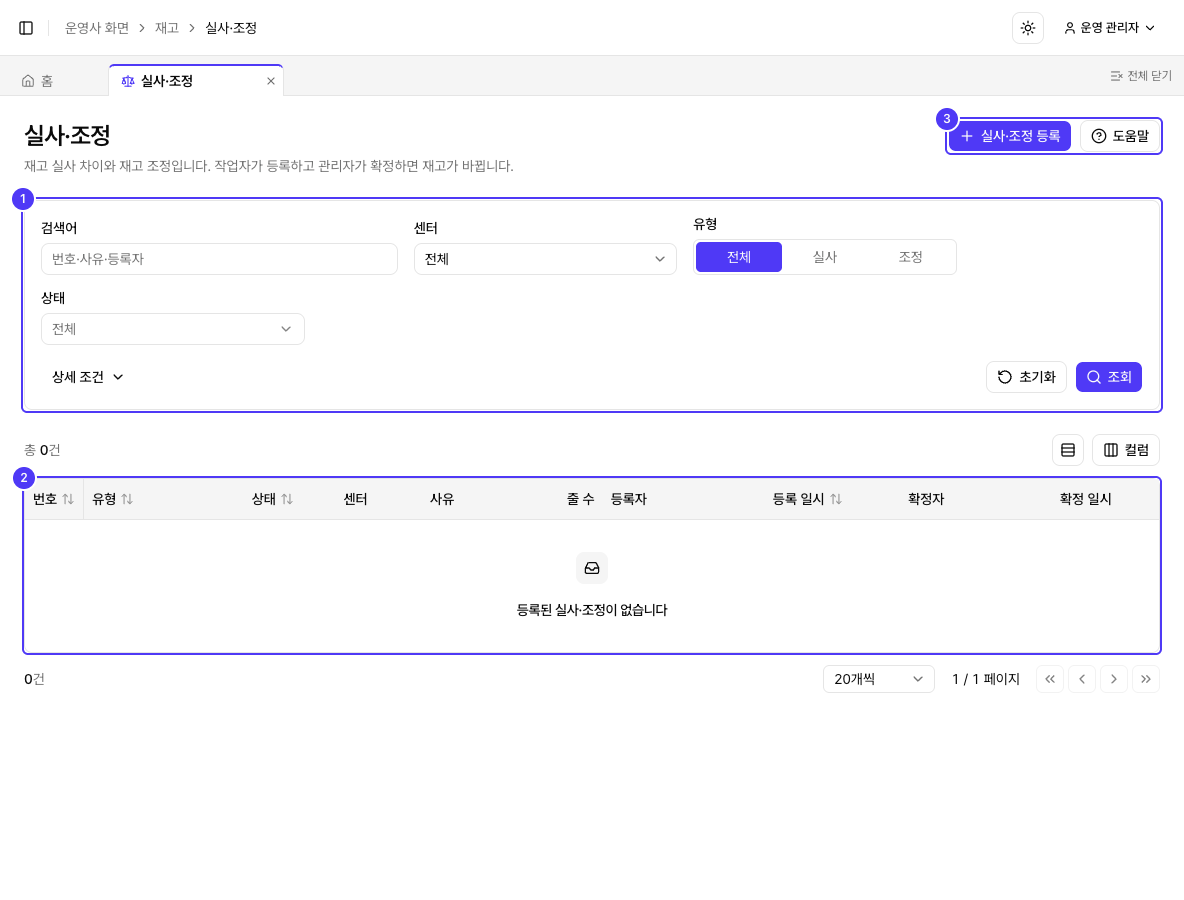 운영사 화면 > 재고 > 실사·조정
운영 관리자
홈
실사·조정
전체 닫기
실사·조정
재고 실사 차이와 재고 조정입니다. 작업자가 등록하고 관리자가 확정하면 재고가 바뀝니다.
3
실사·조정 등록
도움말
1
검색어
센터
유형
번호·사유·등록자
전체
전체
실사
조정
상태
전체
상세 조건
초기화
조회
총 0건
컬럼
2
번호 유형 상태 센터 사유 줄 수 등록자 등록 일시 확정자 확정 일시
등록된 실사·조정이 없습니다
0건
20개씩
1 / 1 페이지